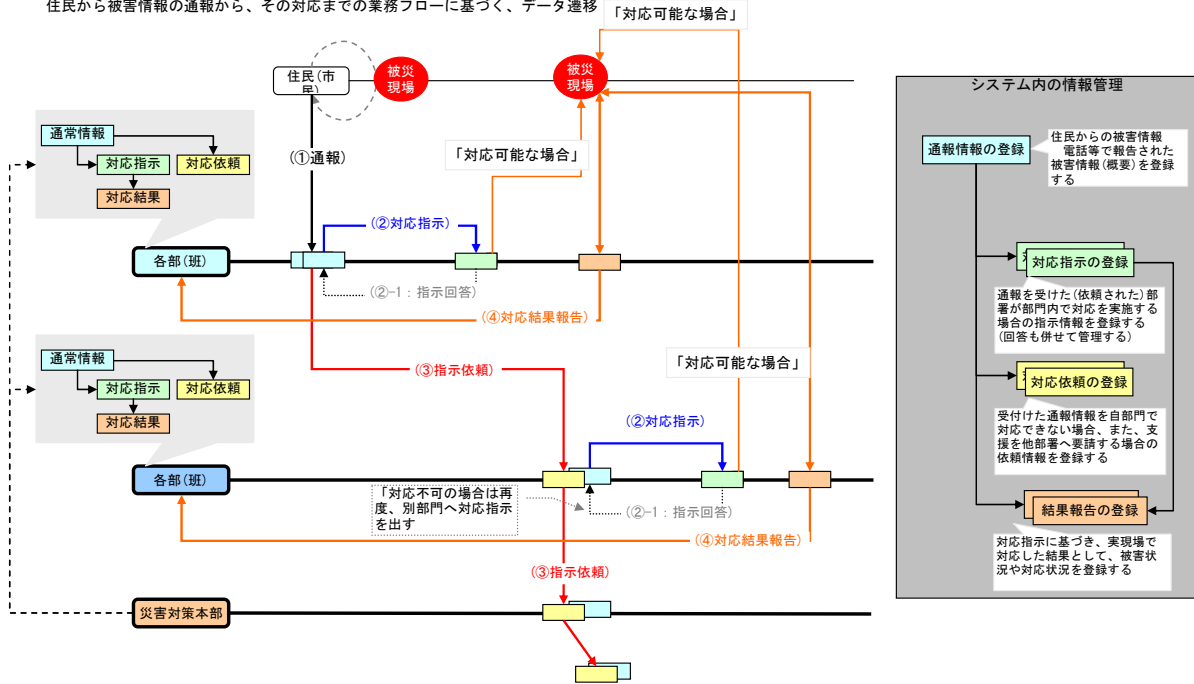 住民から被害情報の通報から、その対応までの業務フローに基づく、データ遷移
「対応可能な場合」
住民(市
民)
被災
現場
被災
現場
通常情報
対応指示
対応依頼
対応結果
(①通報)
「対応可能な場合」
(②対応指示)
各部(班)
(②-1：指示回答)
(④対応結果報告)
通常情報
対応指示
対応依頼
対応結果
(③指示依頼)
「対応可能な場合」
(②対応指示)
各部(班)
「対応不可の場合は再
度、別部門へ対応指示
を出す
(②-1：指示回答)
(④対応結果報告)
(③指示依頼)
災害対策本部
システム内の情報管理
通報情報の登録
住民からの被害情報
電話等で報告された
被害情報(概要)を登録
する
対応指示の登録
通報を受けた(依頼された)部
署が部門内で対応を実施する
場合の指示情報を登録する
(回答も併せて管理する)
対応依頼の登録
受付けた通報情報を自部門で
対応できない場合、また、支
援を他部署へ要請する場合の
依頼情報を登録する
結果報告の登録
対応指示に基づき、実現場で
対応した結果として、被害状
況や対応状況を登録する